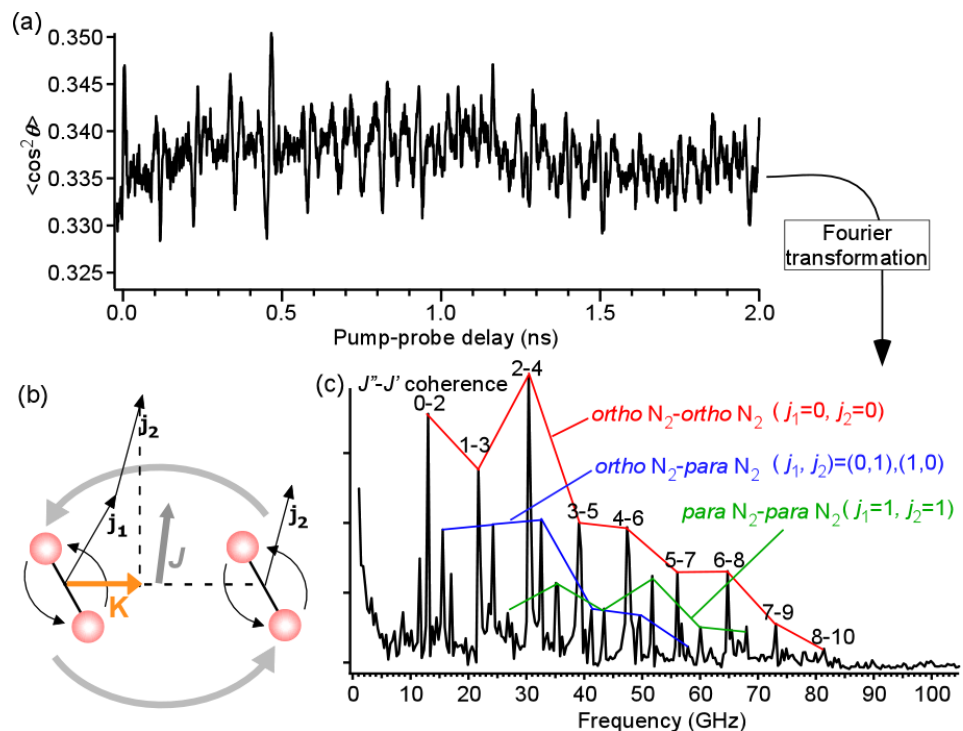 (a)
0.350
0.345
0.340
0.335
0.330
0.325
<cos²θ>
0.0 0.5 1.0 1.5 2.0
Pump-probe delay (ns)
Fourier
transformation
(b)
j₂
j₁
J
K
j₂
(c) J"-J' coherence
0-2
1-3
2-4
3-5
4-6
5-7
6-8
7-9
8-10
ortho N₂-ortho N₂ (j₁=0, j₂=0)
ortho N₂-para N₂ (j₁, j₂)=(0,1),(1,0)
para N₂-para N₂(j₁=1, j₂=1)
0 10 20 30 40 50 60 70 80 90 100
Frequency (GHz)